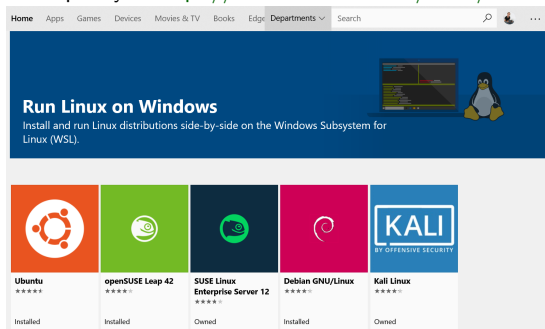 Home Apps Games Devices Movies & TV Books Edge Departments Search
Run Linux on Windows
Install and run Linux distributions side-by-side on the Windows Subsystem for
Linux (WSL).
KALI
BY OFFENSIVE SECURITY
Ubuntu openSUSE Leap 42 SUSE Linux Debian GNU/Linux Kali Linux
Enterprise Server 12
Installed Installed Owned Installed Owned